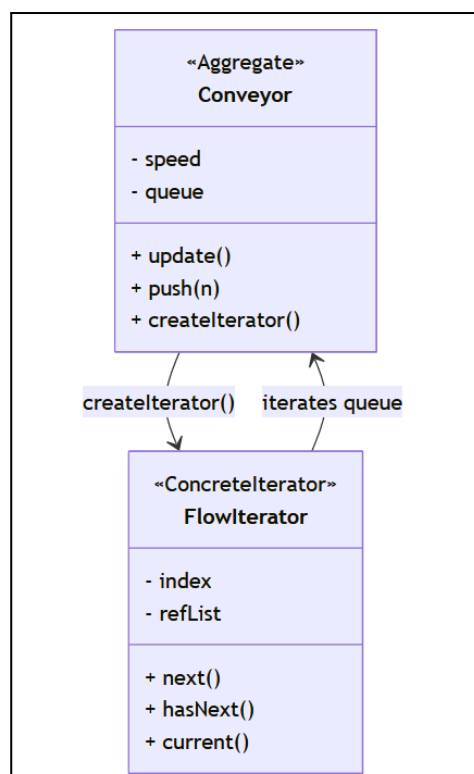 «Aggregate»
Conveyor
- speed
- queue
+ update()
+ push(n)
+ createIterator()
createIterator()
iterates queue
«ConcreteIterator»
FlowIterator
- index
- refList
+ next()
+ hasNext()
+ current()